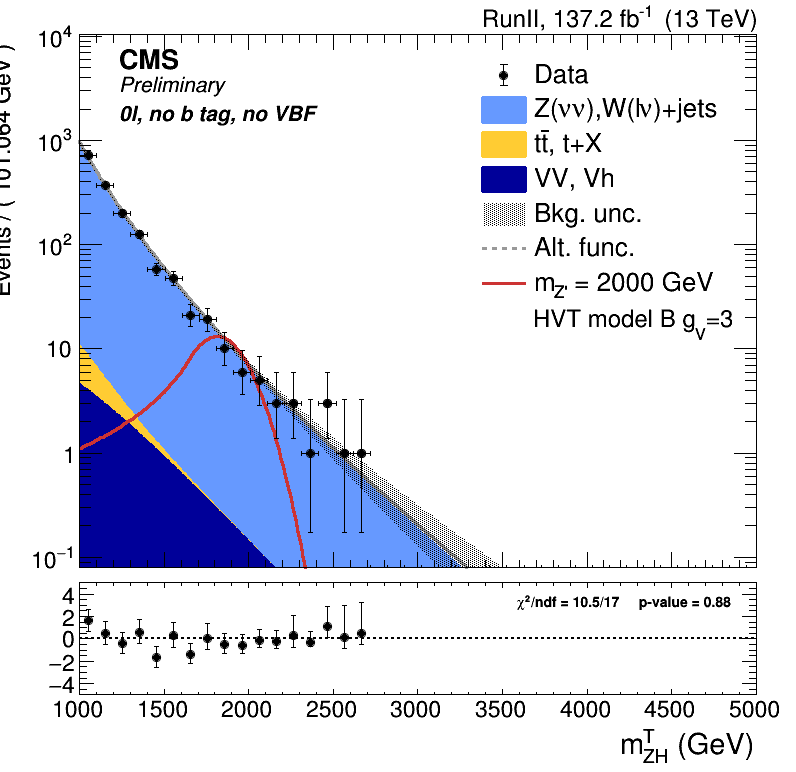 RunII, 137.2 fb⁻¹ (13 TeV)
CMS
Preliminary
0l, no b tag, no VBF
Data
Z(νν),W(lν)+jets
tt̄, t+X
VV, Vh
Bkg. unc.
Alt. func.
m_Z' = 2000 GeV
HVT model B g_V=3
Events / ( 101.064 GeV )
10⁴
10³
10²
10
1
10⁻¹
χ²/ndf = 10.5/17 p-value = 0.88
4
2
0
−2
−4
1000 1500 2000 2500 3000 3500 4000 4500 5000
m^T_ZH (GeV)